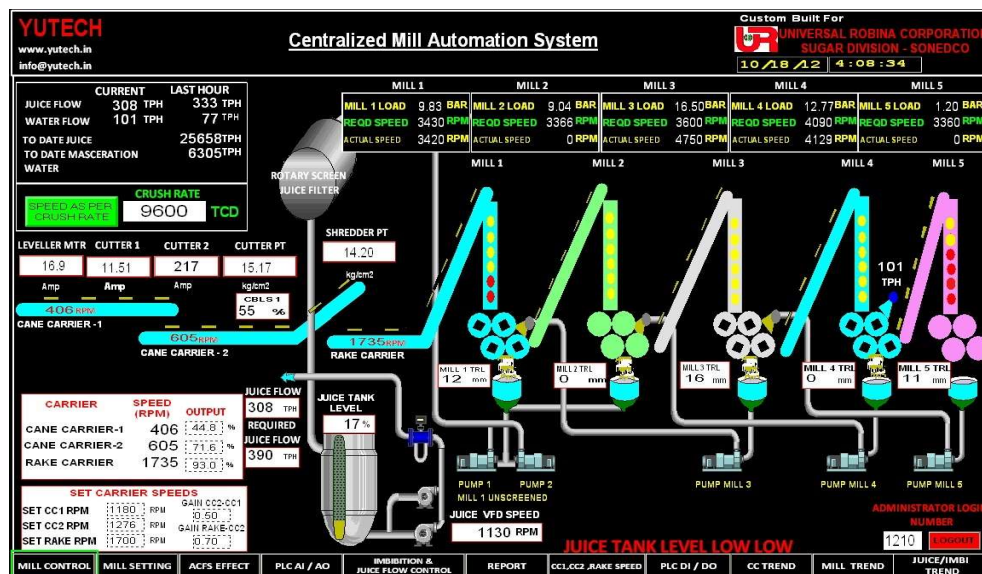 YUTECH
www.yutech.in
info@yutech.in
Centralized Mill Automation System
Custom Built For
UR
UNIVERSAL ROBINA CORPORATION
SUGAR DIVISION - SONEDCO
10/18/12 4:08:34
CURRENT LAST HOUR
JUICE FLOW 308 TPH 333 TPH
WATER FLOW 101 TPH 77 TPH
TO DATE JUICE 25658TPH
TO DATE MASCERATION 6305TPH
WATER
SPEED AS PER
CRUSH RATE
CRUSH RATE
9600 TCD
MILL 1 MILL 2 MILL 3 MILL 4 MILL 5
MILL 1 LOAD 9.83 BAR MILL 2 LOAD 9.04 BAR MILL 3 LOAD 16.50 BAR MILL 4 LOAD 12.77 BAR MILL 5 LOAD 1.20 BAR
REQD SPEED 3430 RPM REQD SPEED 3366 RPM REQD SPEED 3600 RPM REQD SPEED 4090 RPM REQD SPEED 3360 RPM
ACTUAL SPEED 3420 RPM ACTUAL SPEED 0 RPM ACTUAL SPEED 4750 RPM ACTUAL SPEED 4129 RPM ACTUAL SPEED 0 RPM
MILL 1 MILL 2 MILL 3 MILL 4 MILL 5
ROTARY SCREEN
JUICE FILTER
LEVELLER MTR CUTTER 1 CUTTER 2 CUTTER PT SHREDDER PT
16.9 11.51 217 15.17 14.20
Amp Amp Amp kg/cm2 kg/cm2
CBLS 1
55 %
101
TPH
406 RPM
CANE CARRIER -1
605 RPM
CANE CARRIER - 2
1735 RPM
RAKE CARRIER
MILL 1 TRL
12 mm
MILL 2 TRL
0 mm
MILL 3 TRL
16 mm
MILL 4 TRL
0 mm
MILL 5 TRL
11 mm
CARRIER SPEED (RPM) OUTPUT
CANE CARRIER-1 406 44.8 %
CANE CARRIER-2 605 71.6 %
RAKE CARRIER 1735 93.0 %
JUICE FLOW
308 TPH
REQUIRED
JUICE FLOW
390 TPH
JUICE TANK
LEVEL
17 %
PUMP 1 PUMP 2 PUMP MILL 3 PUMP MILL 4 PUMP MILL 5
MILL 1 UNSCREENED
SET CARRIER SPEEDS
SET CC1 RPM 1180 RPM GAIN CC2-CC1
0.50
SET CC2 RPM 1276 RPM GAIN RAKE-CC2
SET RAKE RPM 1700 RPM 0.70
JUICE VFD SPEED
1130 RPM
JUICE TANK LEVEL LOW LOW
ADMINISTRATOR LOGIN
NUMBER
1210 LOGOUT
MILL CONTROL MILL SETTING ACFS EFFECT PLC AI / AO IMBIBITION & JUICE FLOW CONTROL REPORT CC1,CC2 ,RAKE SPEED PLC DI / DO CC TREND MILL TREND JUICE/IMBI TREND